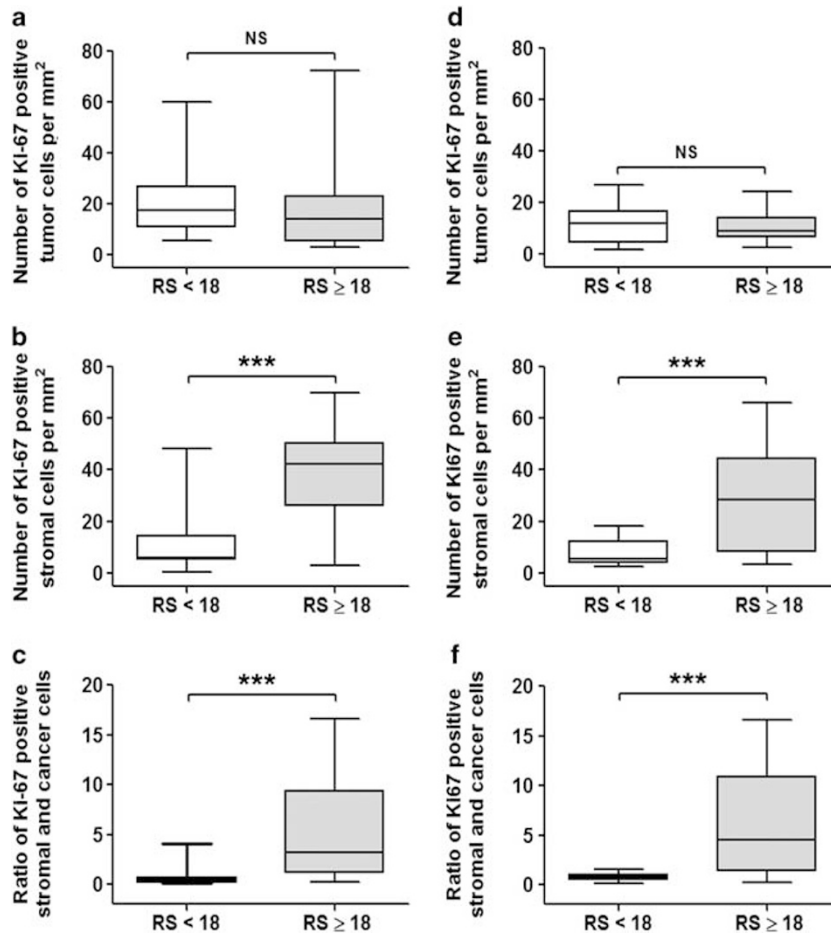 a
NS
80
60
40
20
0
Number of Ki-67 positive
tumor cells per mm²
RS < 18
RS ≥ 18
d
NS
80
60
40
20
0
Number of Ki-67 positive
tumor cells per mm²
RS < 18
RS ≥ 18
b
***
80
60
40
20
0
Number of Ki-67 positive
stromal cells per mm²
RS < 18
RS ≥ 18
e
***
80
60
40
20
0
Number of Ki67 positive
stromal cells per mm²
RS < 18
RS ≥ 18
c
***
20
15
10
5
0
Ratio of Ki-67 positive
stromal and cancer cells
RS < 18
RS ≥ 18
f
***
20
15
10
5
0
Ratio of Ki67 positive
stromal and cancer cells
RS < 18
RS ≥ 18